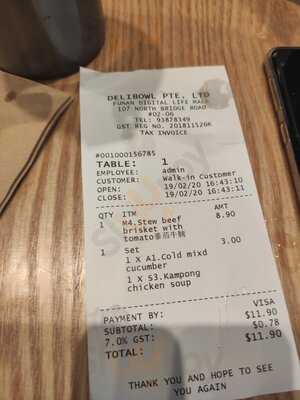 DELIBOWL PTE. LTD
FUNAN DIGITAL LIFE MALL
107 NORTH BRIDGE ROAD
#02-06
TEL: 93878349
GST REG NO. 201811526K
TAX INVOICE
#001000156785
TABLE: 1
EMPLOYEE: admin
CUSTOMER: Walk-in Customer
OPEN: 19/02/20 16:43:10
CLOSE: 19/02/20 16:43:11
QTY ITM AMT
1 M4.Stew beef 8.90
brisket with
tomato番茄牛腩
1 Set 3.00
1 X A1.Cold mixd
cucumber
1 X S3.Kampong
chicken soup
PAYMENT BY: VISA
SUBTOTAL: $11.90
7.0% GST: $0.78
TOTAL: $11.90
THANK YOU AND HOPE TO SEE
YOU AGAIN